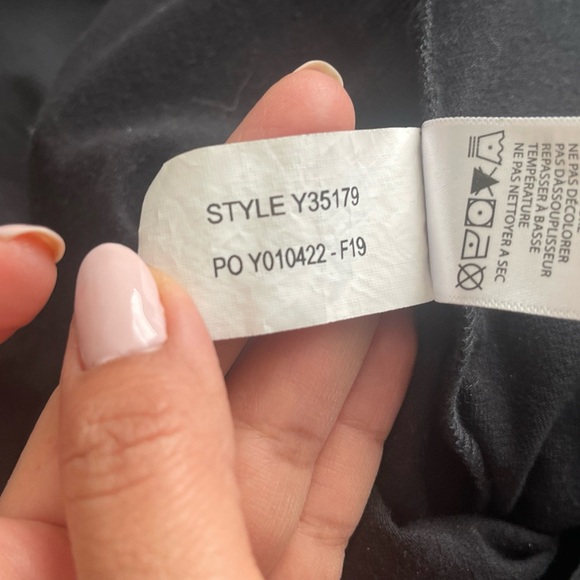 STYLE Y35179
PO Y010422 - F19
NE PAS DÉCOLORER
PAS D'ASSOUPLISSEUR
REPASSER À BASSE
TEMPÉRATURE
NE PAS NETTOYER A SEC